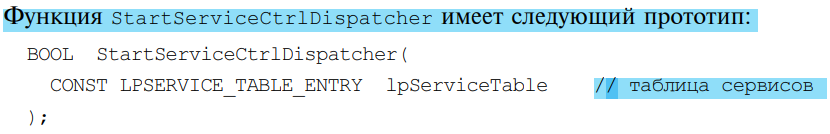 Функция StartServiceCtrlDispatcher имеет следующий прототип:
BOOL StartServiceCtrlDispatcher(
CONST LPSERVICE_TABLE_ENTRY lpServiceTable // таблица сервисов
);